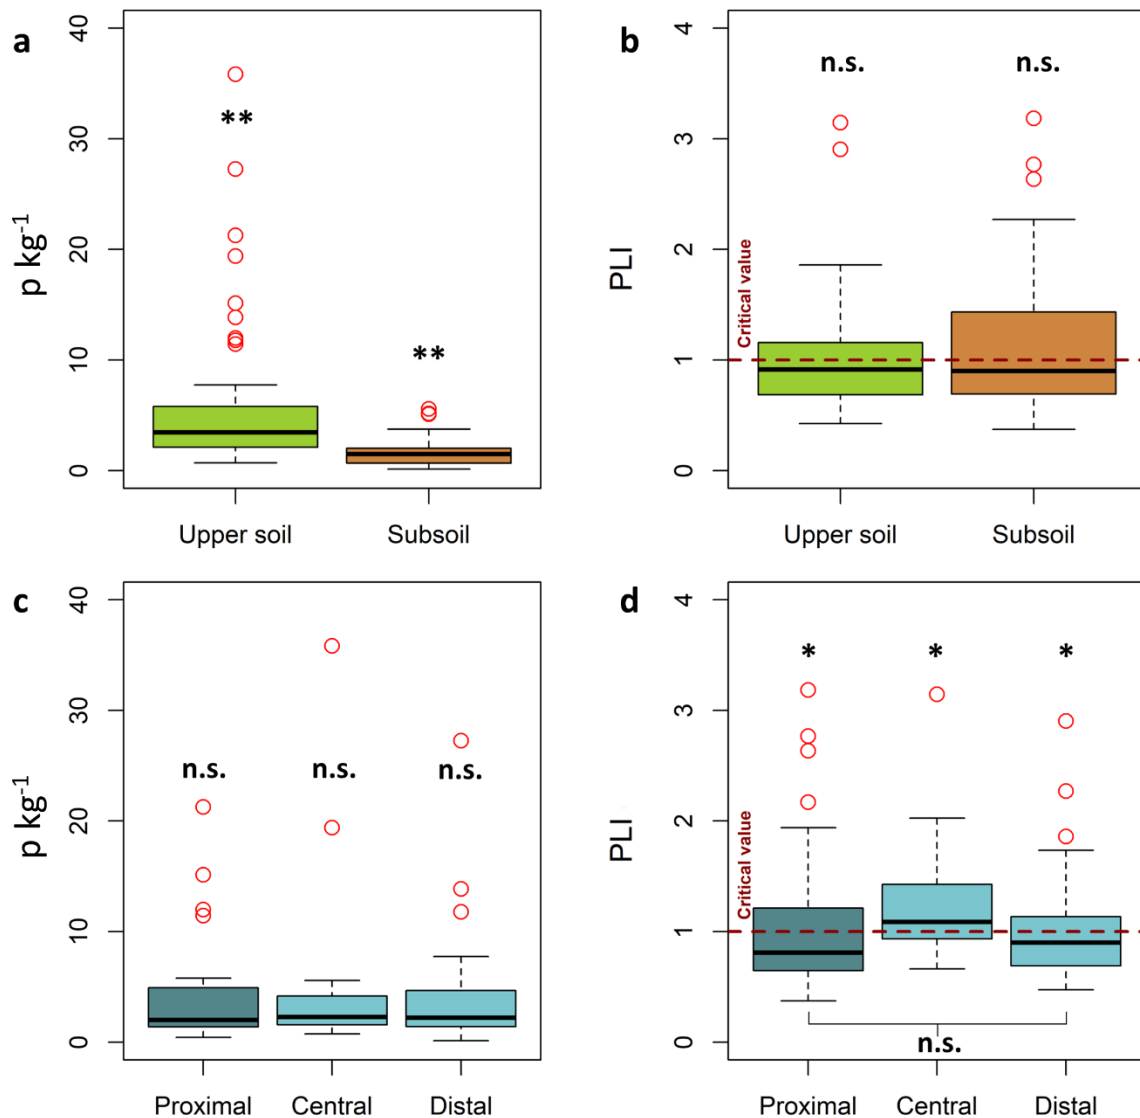 a
p kg-1
40
30
20
10
0
**
**
Upper soil
Subsoil
b
PLI
4
3
2
1
0
Critical value
n.s.
n.s.
Upper soil
Subsoil
c
p kg-1
40
30
20
10
0
n.s.
n.s.
n.s.
Proximal
Central
Distal
d
PLI
4
3
2
1
0
Critical value
*
*
*
n.s.
Proximal
Central
Distal